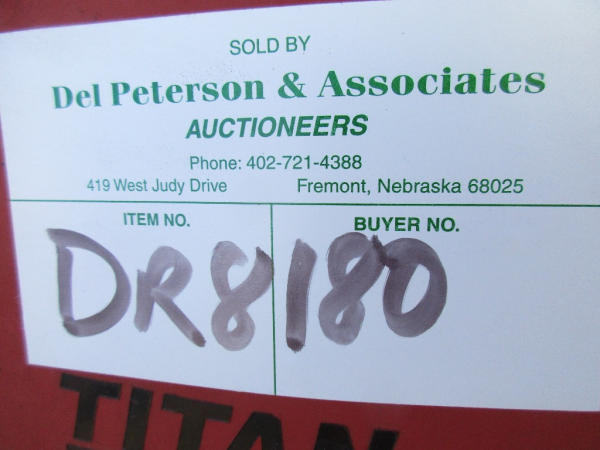 SOLD BY
Del Peterson & Associates
AUCTIONEERS
Phone: 402-721-4388
419 West Judy Drive Fremont, Nebraska 68025
ITEM NO. BUYER NO.
DR8180
TITAN